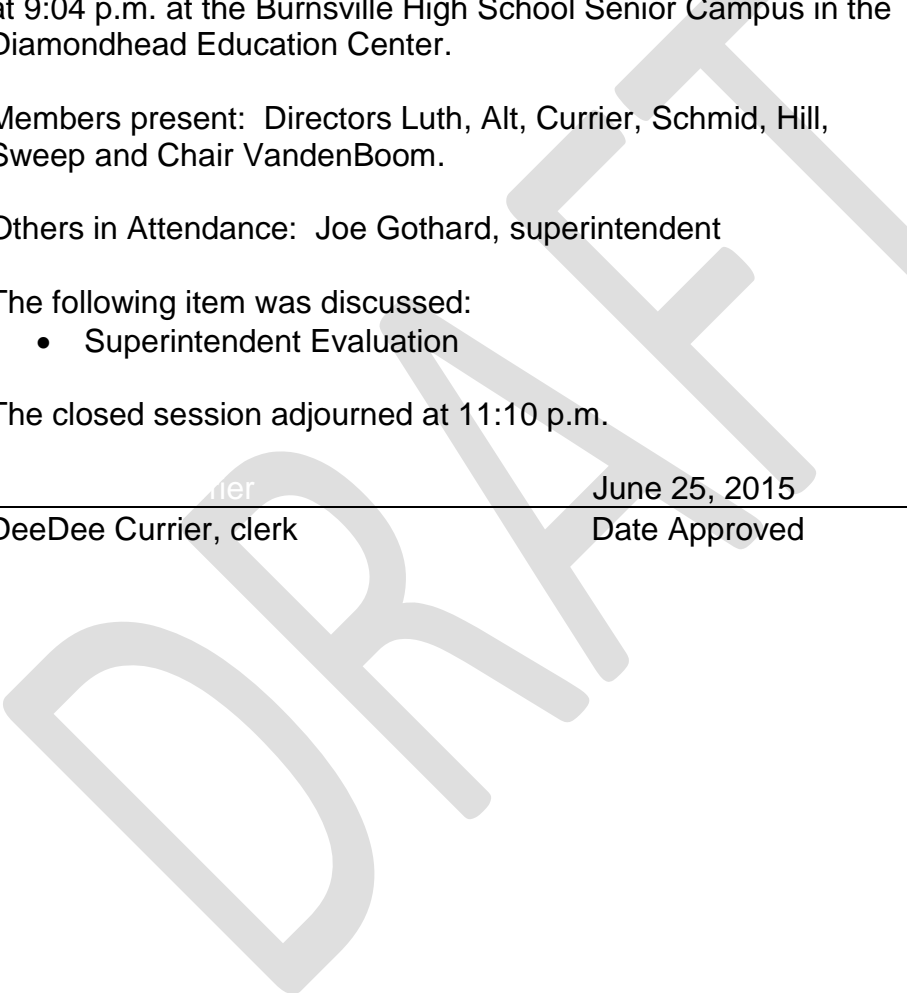 at 9:04 p.m. at the Burnsville High School Senior Campus in the
Diamondhead Education Center.
Members present: Directors Luth, Alt, Currier, Schmid, Hill,
Sweep and Chair VandenBoom.
Others in Attendance: Joe Gothard, superintendent
The following item was discussed:
• Superintendent Evaluation
The closed session adjourned at 11:10 p.m.
June 25, 2015
DeeDee Currier, clerk Date Approved
DRAFT